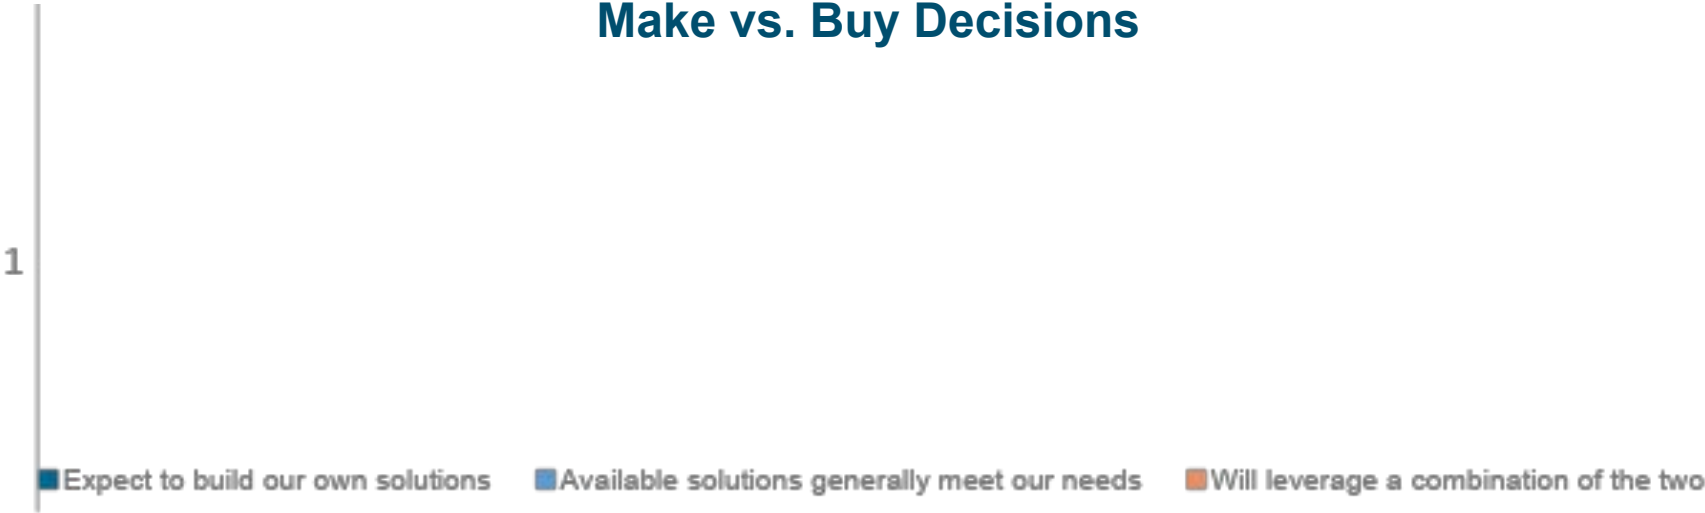 Make vs. Buy Decisions
1
Expect to build our own solutions Available solutions generally meet our needs Will leverage a combination of the two